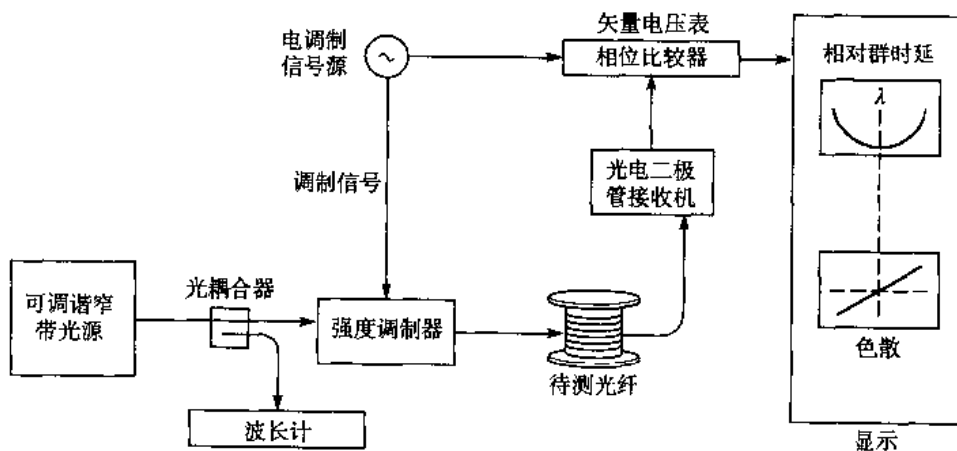 矢量电压表
电调制
信号源
~
相位比较器
相对群时延
λ
光电二极
管接收机
调制信号
可调谐窄
带光源
光耦合器
强度调制器
待测光纤
色散
波长计
显示